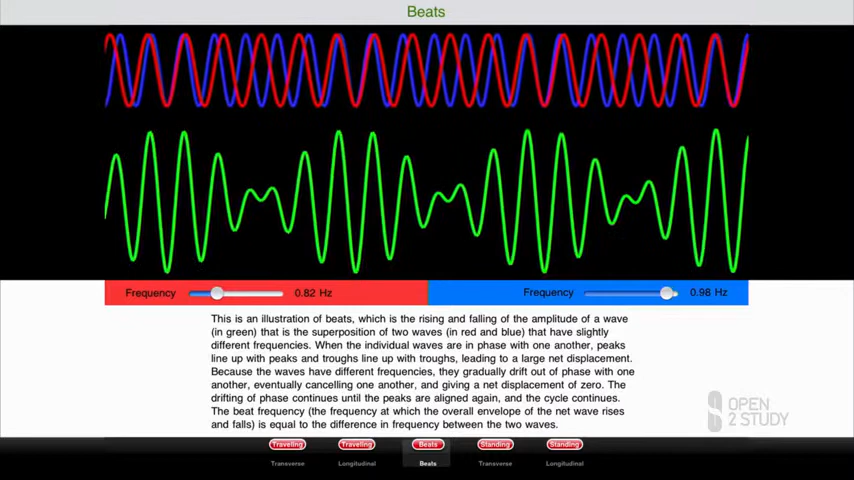 Beats
Frequency 0.82 Hz Frequency 0.98 Hz
This is an illustration of beats, which is the rising and falling of the amplitude of a wave
(in green) that is the superposition of two waves (in red and blue) that have slightly
different frequencies. When the individual waves are in phase with one another, peaks
line up with peaks and troughs line up with troughs, leading to a large net displacement.
Because the waves have different frequencies, they gradually drift out of phase with one
another, eventually cancelling one another, and giving a net displacement of zero. The
drifting of phase continues until the peaks are aligned again, and the cycle continues.
The beat frequency (the frequency at which the overall envelope of the net wave rises
and falls) is equal to the difference in frequency between the two waves.
OPEN
2 STUDY
Traveling Traveling Beats Standing Standing
Transverse Longitudinal Beats Transverse Longitudinal